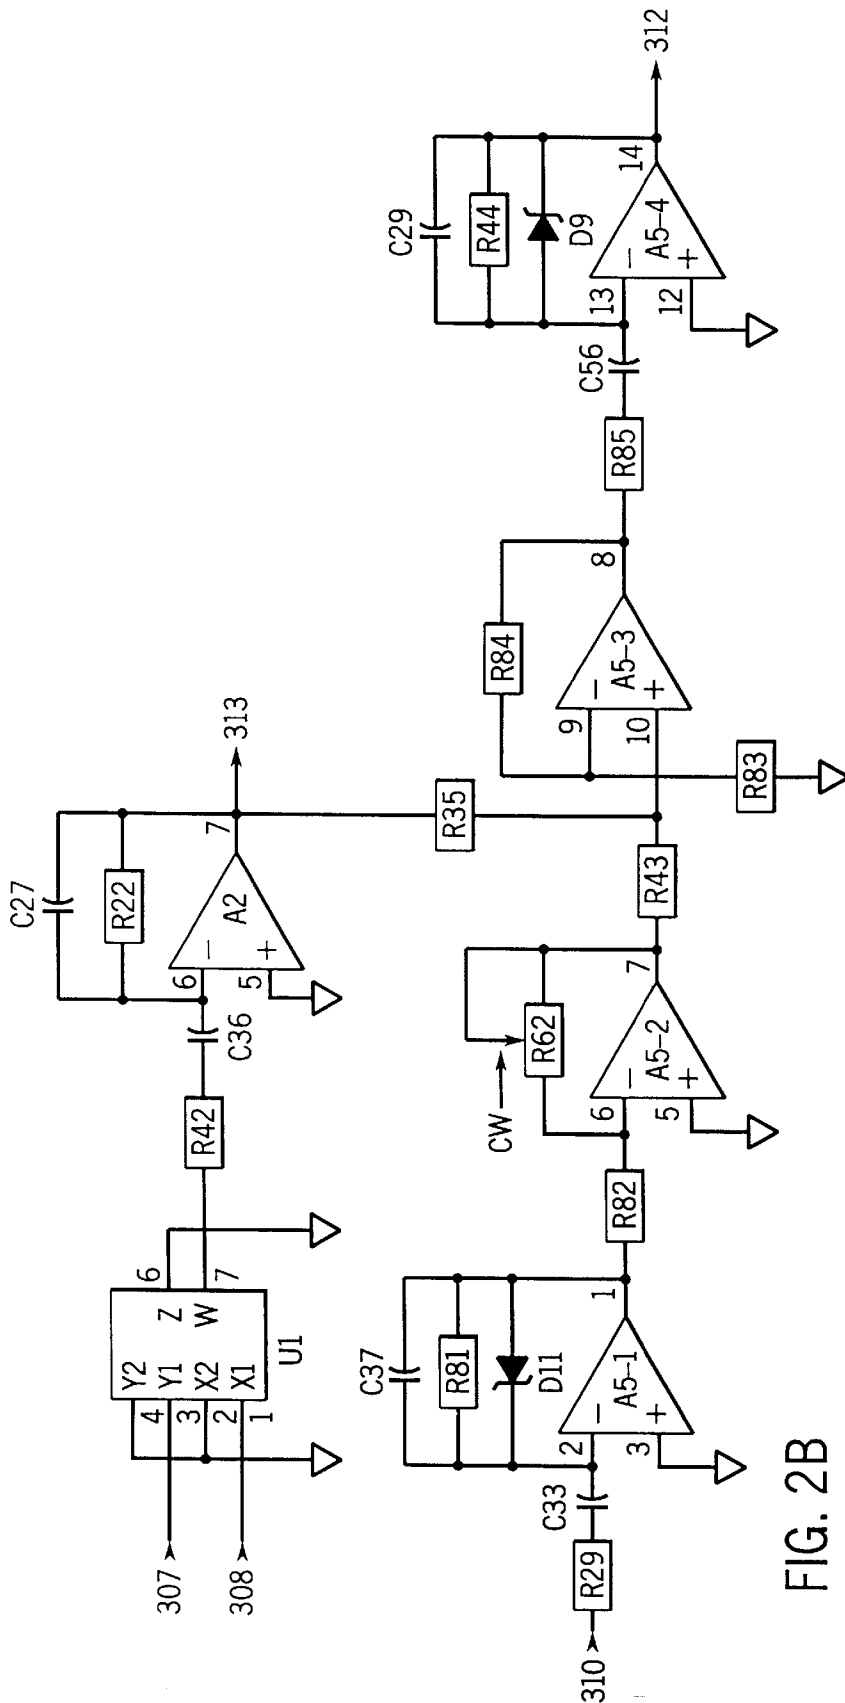 C27
R22
6
7
313
A2
−
+
5
C36
R42
6
7
Z
W
Y2
Y1
X2
X1
U1
4
3
2
1
307
308
R35
C29
R44
D9
13
14
312
−
A5-4
+
12
C56
R85
8
R84
9
−
A5-3
+
10
R83
R43
CW
R62
6
7
−
A5-2
+
5
R82
C37
R81
D11
1
2
−
A5-1
+
3
C33
R29
310
FIG. 2B